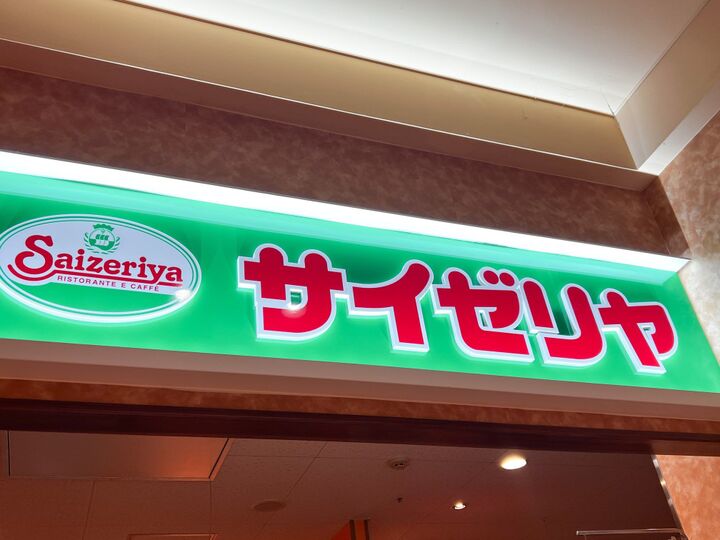 Saizeriya
RISTORANTE E CAFFÈ
サイゼリヤ